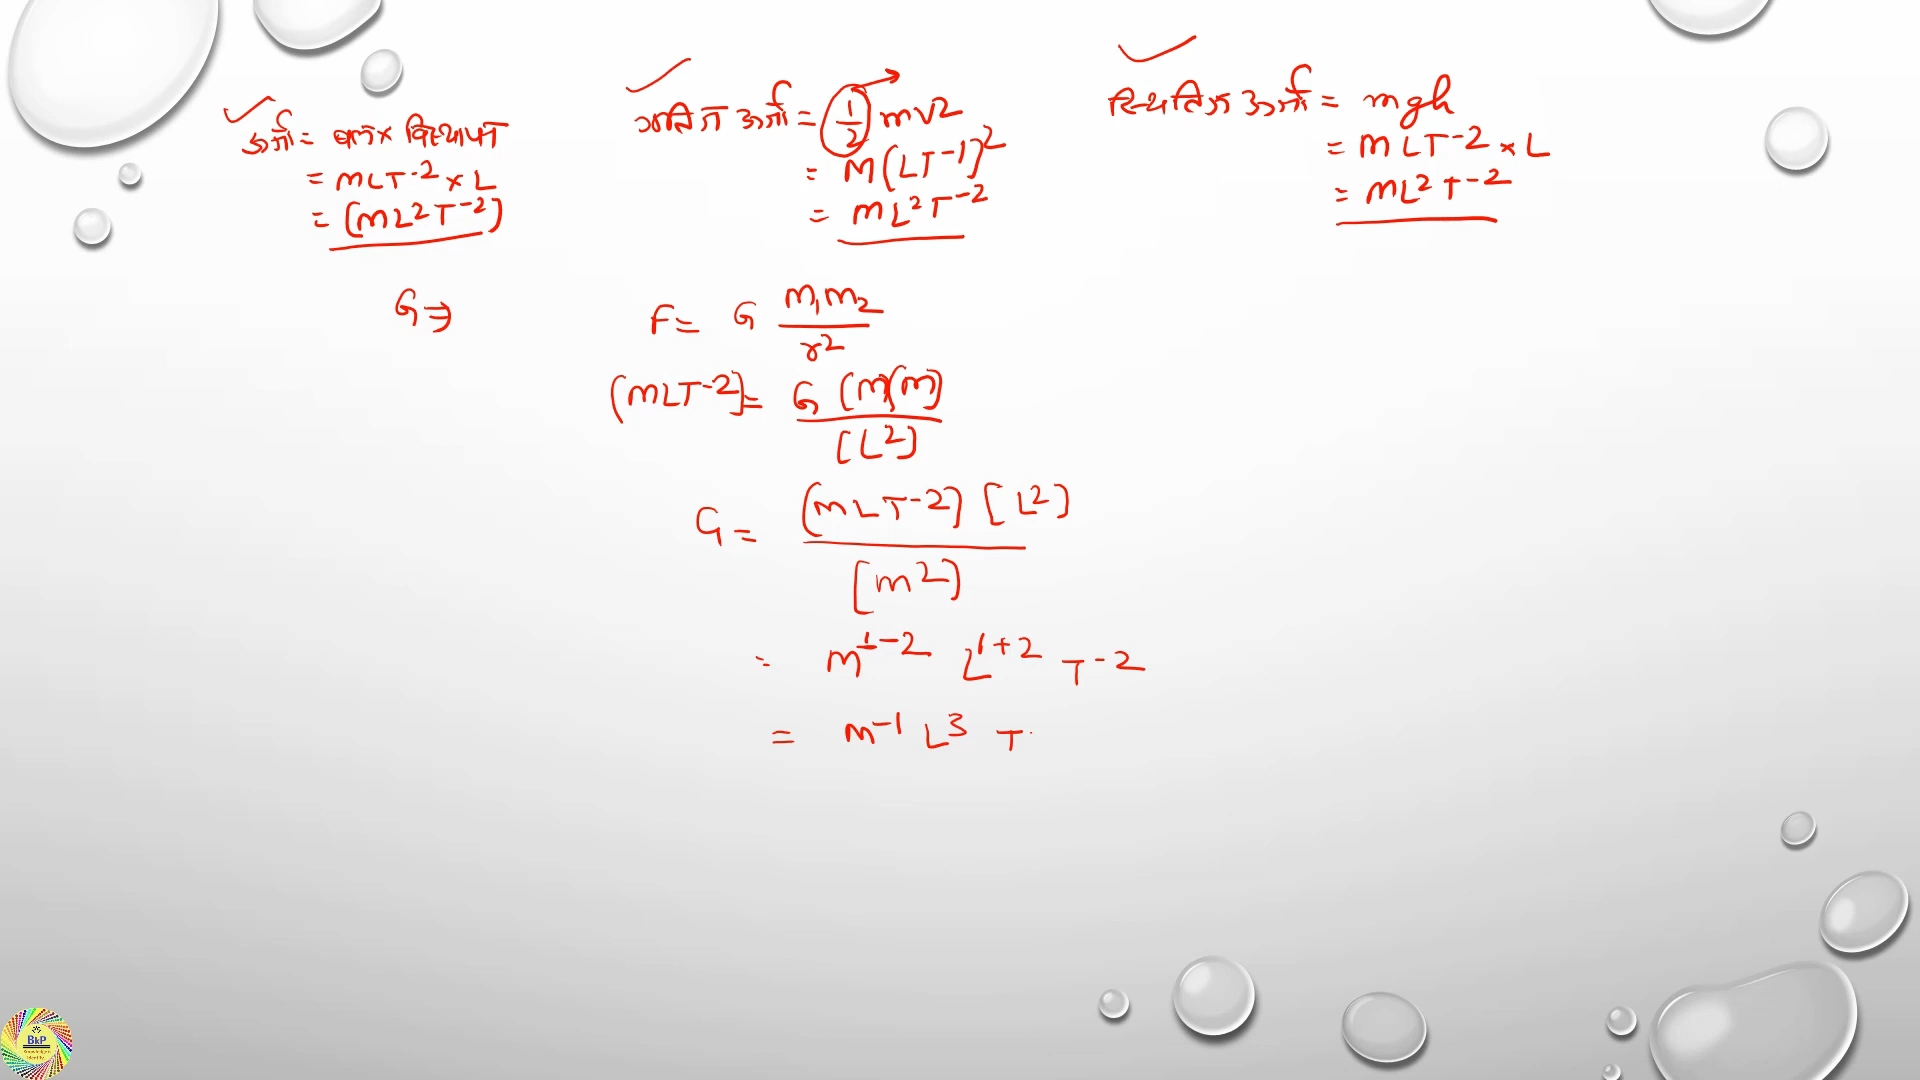 ऊर्जा = बल × विस्थापन
= MLT-2 × L
= (ML2T-2)
गतिज ऊर्जा = 1/2 mv2
= M(LT-1)2
= ML2T-2
स्थितिज ऊर्जा = mgh
= MLT-2 × L
= ML2T-2
G ⇒
F = G m1m2/r2
(MLT-2) = G (M)(M)/[L2)
G = (MLT-2) [L2)/[M2)
= M1-2 L1+2 T-2
= M-1 L3 T
BkP